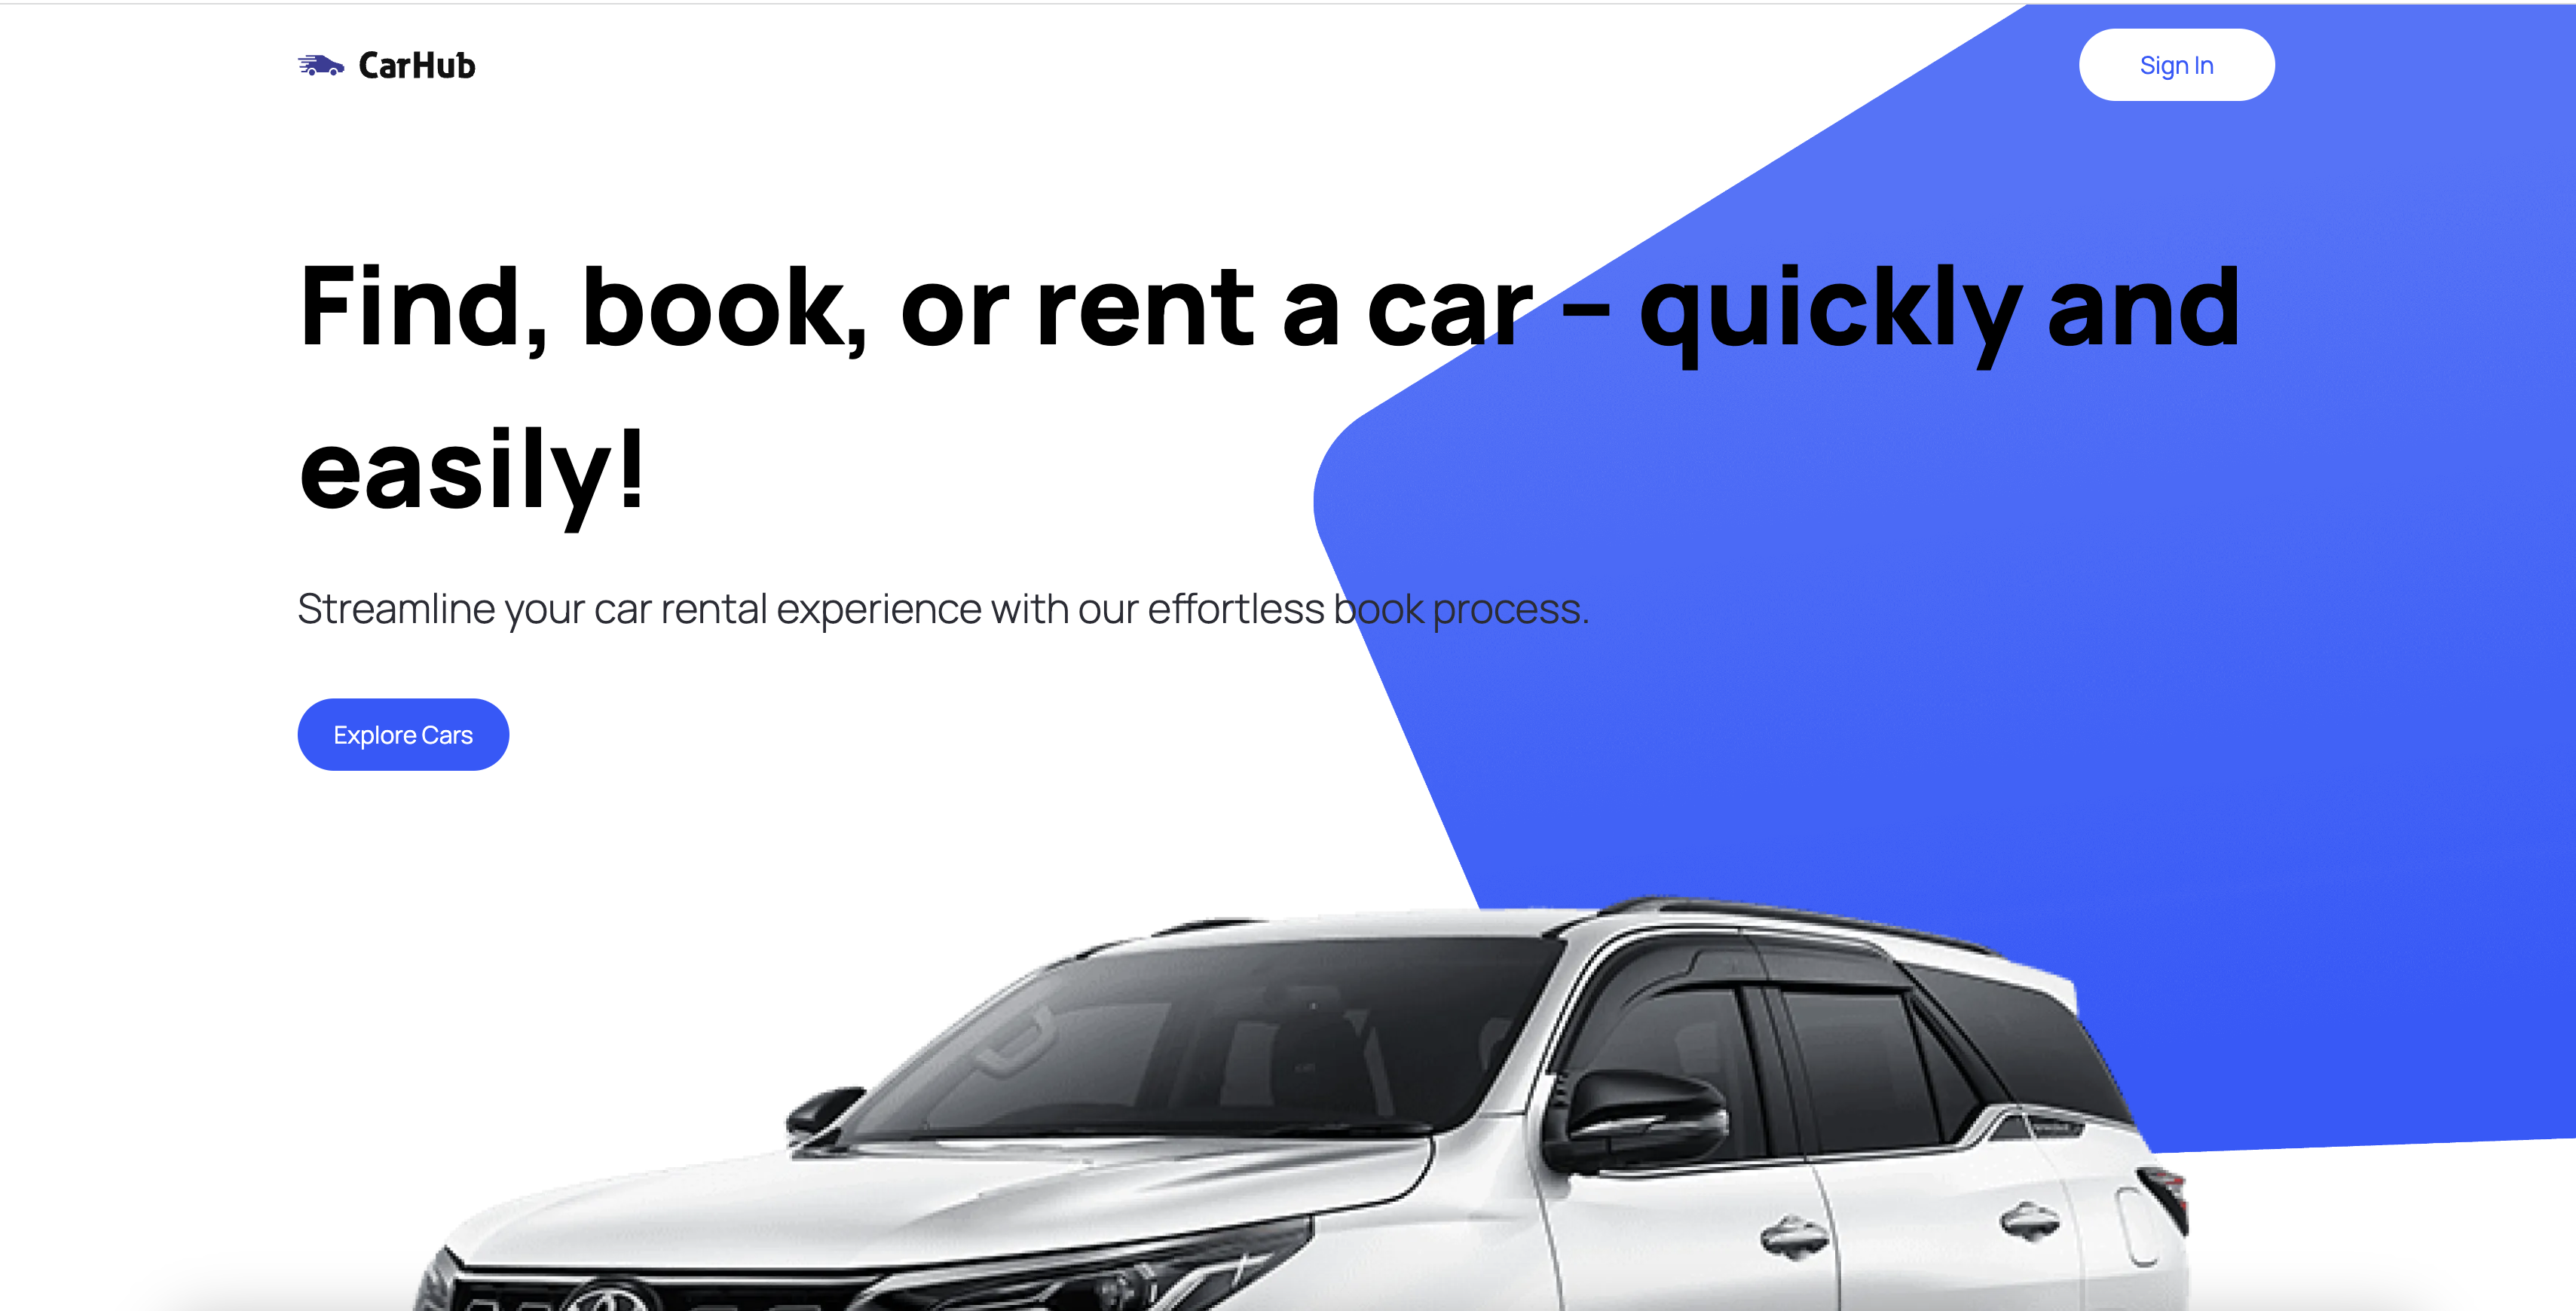 CarHub
Sign In
Find, book, or rent a car – quickly and
easily!
Streamline your car rental experience with our effortless book process.
Explore Cars